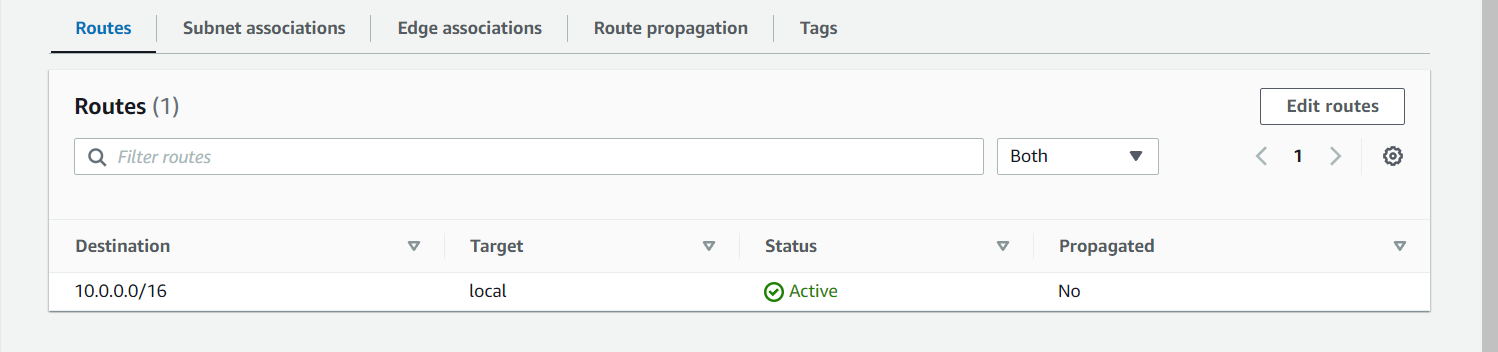 Routes Subnet associations Edge associations Route propagation Tags
Routes (1) Edit routes
Filter routes Both 1
Destination Target Status Propagated
10.0.0.0/16 local Active No